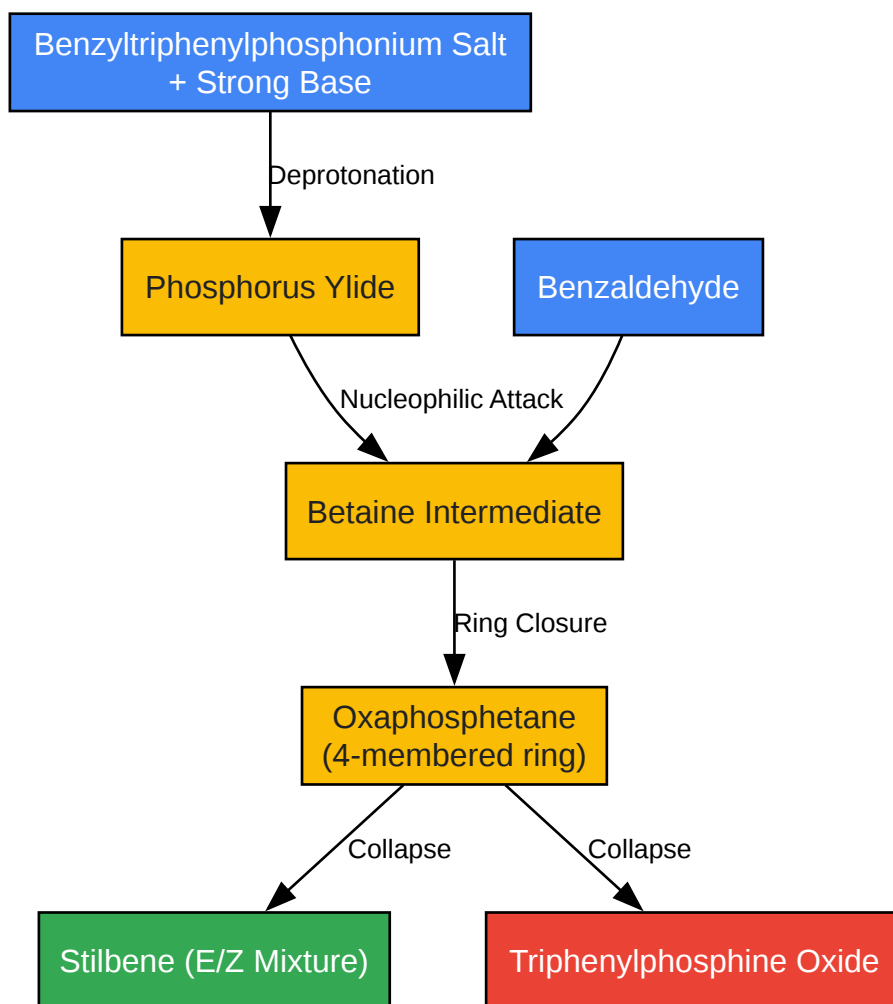 Benzyltriphenylphosphonium Salt
+ Strong Base
Deprotonation
Phosphorus Ylide
Benzaldehyde
Nucleophilic Attack
Betaine Intermediate
Ring Closure
Oxaphosphetane
(4-membered ring)
Collapse
Collapse
Stilbene (E/Z Mixture)
Triphenylphosphine Oxide